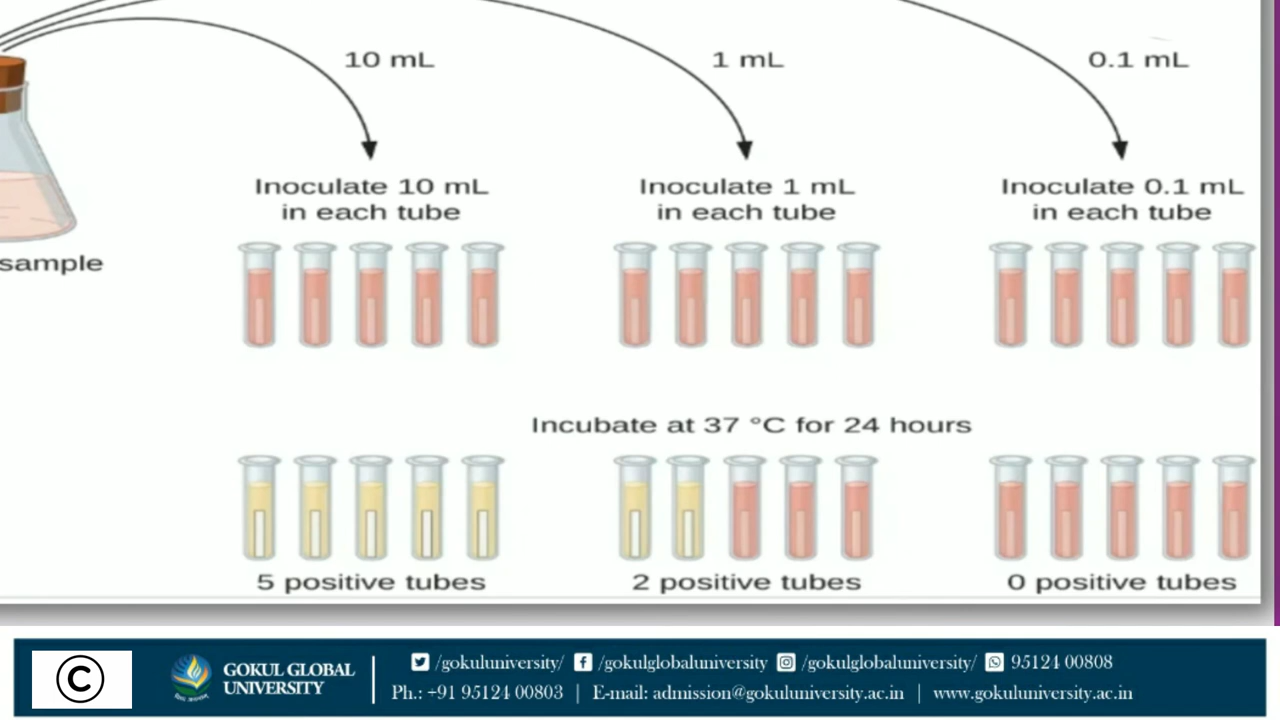 10 mL
1 mL
0.1 mL
Inoculate 10 mL
in each tube
Inoculate 1 mL
in each tube
Inoculate 0.1 mL
in each tube
sample
Incubate at 37 °C for 24 hours
5 positive tubes
2 positive tubes
0 positive tubes
©
GOKUL GLOBAL
UNIVERSITY
/gokuluniversity/ /gokulglobaluniversity /gokulglobaluniversity/ 95124 00808
Ph.: +91 95124 00803 | E-mail: admission@gokuluniversity.ac.in | www.gokuluniversity.ac.in